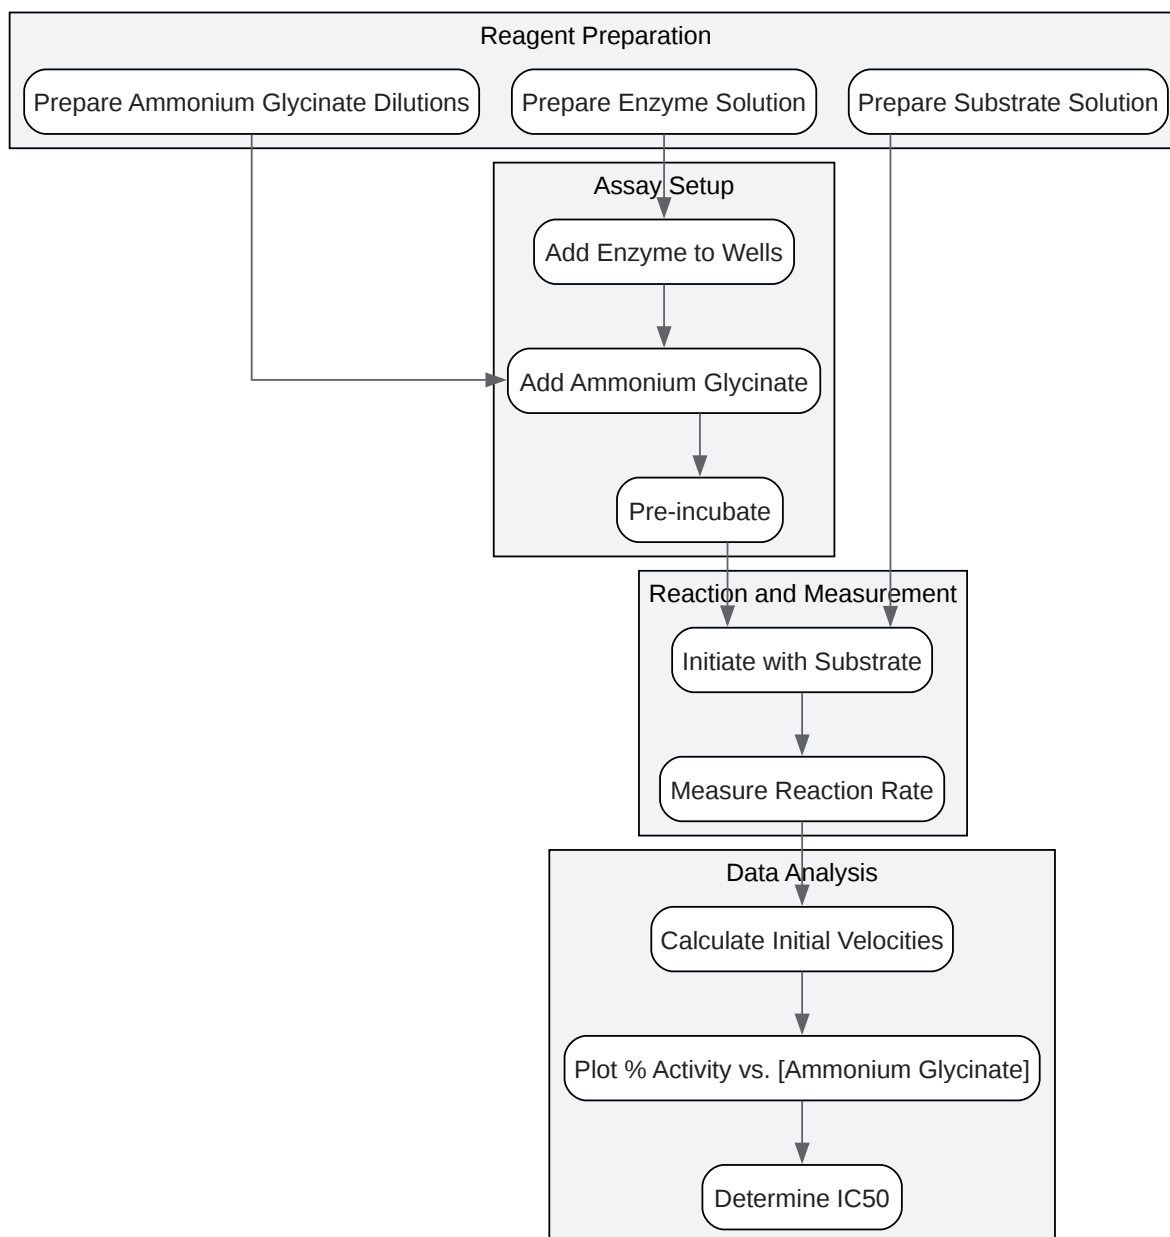 Reagent Preparation
Prepare Ammonium Glycinate Dilutions
Prepare Enzyme Solution
Prepare Substrate Solution
Assay Setup
Add Enzyme to Wells
Add Ammonium Glycinate
Pre-incubate
Reaction and Measurement
Initiate with Substrate
Measure Reaction Rate
Data Analysis
Calculate Initial Velocities
Plot % Activity vs. [Ammonium Glycinate]
Determine IC50